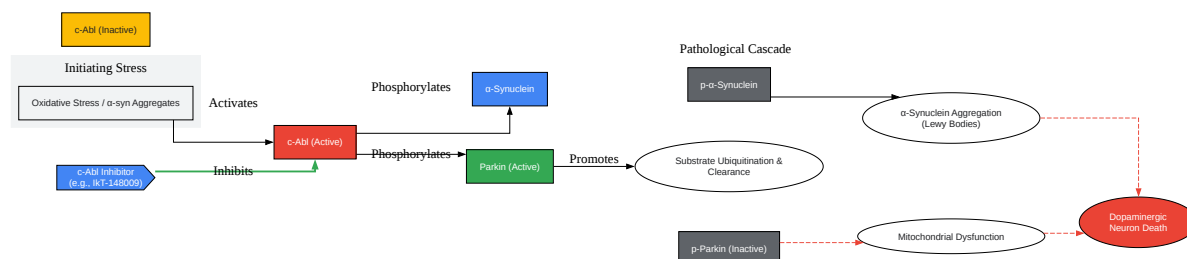 c-Abl (Inactive)
Initiating Stress
Oxidative Stress / α-syn Aggregates
Activates
c-Abl (Active)
c-Abl Inhibitor
(e.g., IkT-148009)
Inhibits
Phosphorylates
α-Synuclein
Phosphorylates
Parkin (Active)
Promotes
Substrate Ubiquitination &
Clearance
Pathological Cascade
p-α-Synuclein
α-Synuclein Aggregation
(Lewy Bodies)
p-Parkin (Inactive)
Mitochondrial Dysfunction
Dopaminergic
Neuron Death